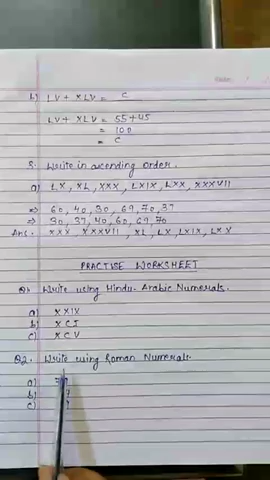 b) LV + XLV = C
LV + XLV = 55+45
= 100
= C
5. Write in ascending order.
a) LX, XL, XXX, LXIX, LXX, XXXVII
⇒ 60, 40, 30, 69, 70, 37
⇒ 30, 37, 40, 60, 69, 70
Ans. XXX, XXXVII, XL, LX, LXIX, LXX
PRACTISE WORKSHEET
Q1. Write using Hindu-Arabic Numerals.
a) XXIX
b) XCI
c) XCV
Q2. Write using Roman Numerals.
a)
b)
c)